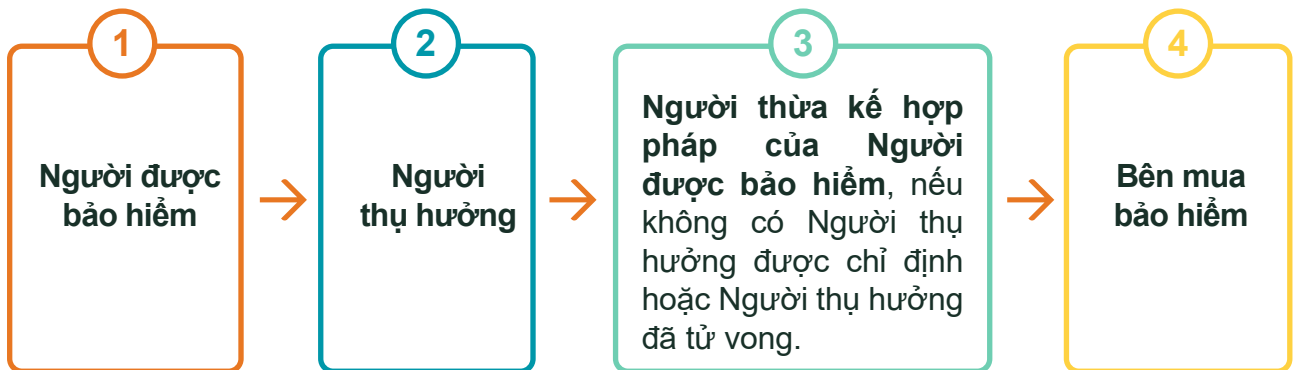 1
Người được
bảo hiểm
2
Người
thụ hưởng
3
Người thừa kế hợp
pháp của Người
được bảo hiểm, nếu
không có Người thụ
hưởng được chỉ định
hoặc Người thụ hưởng
đã tử vong.
4
Bên mua
bảo hiểm